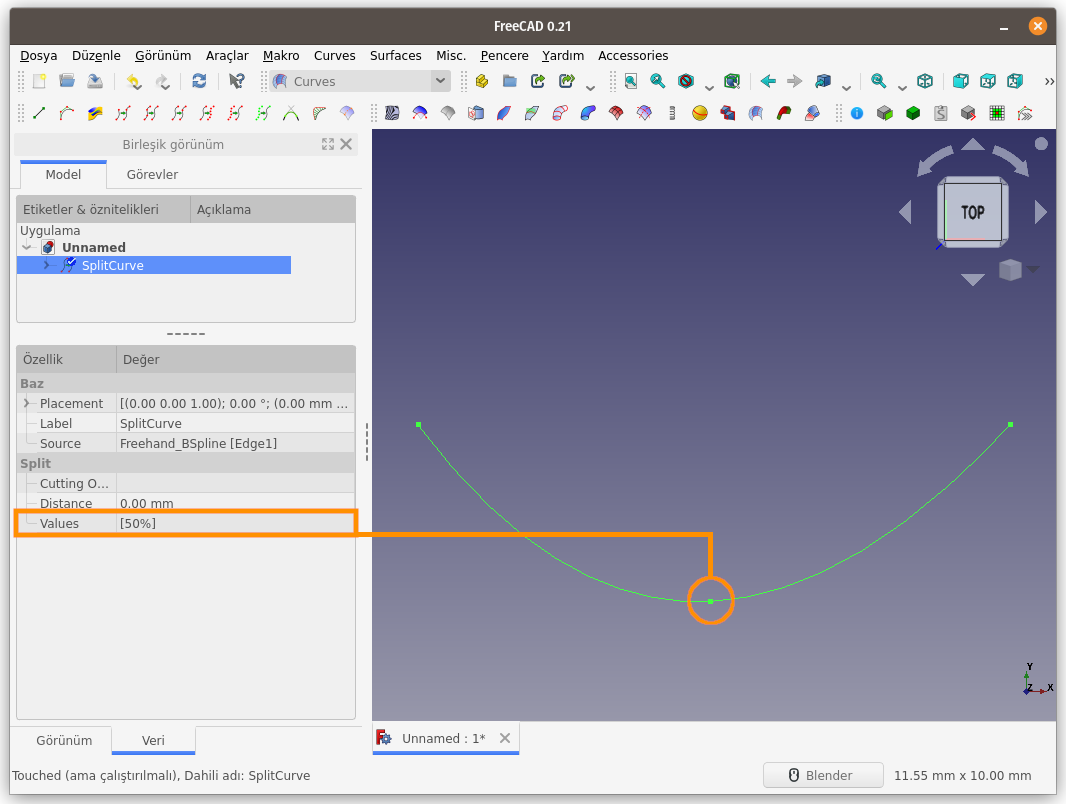 FreeCAD 0.21
Dosya Düzenle Görünüm Araçlar Makro Curves Surfaces Misc. Pencere Yardım Accessories
Curves
Birleşik görünüm
Model Görevler
Etiketler & öznitelikleri Açıklama
Uygulama
Unnamed
SplitCurve
Özellik Değer
Baz
Placement [(0.00 0.00 1.00); 0.00 °; (0.00 mm ...
Label SplitCurve
Source Freehand_BSpline [Edge1]
Split
Cutting O...
Distance 0.00 mm
Values [50%]
Görünüm Veri
TOP
Y
Z X
Unnamed : 1*
Touched (ama çalıştırılmalı), Dahili adı: SplitCurve
Blender 11.55 mm x 10.00 mm